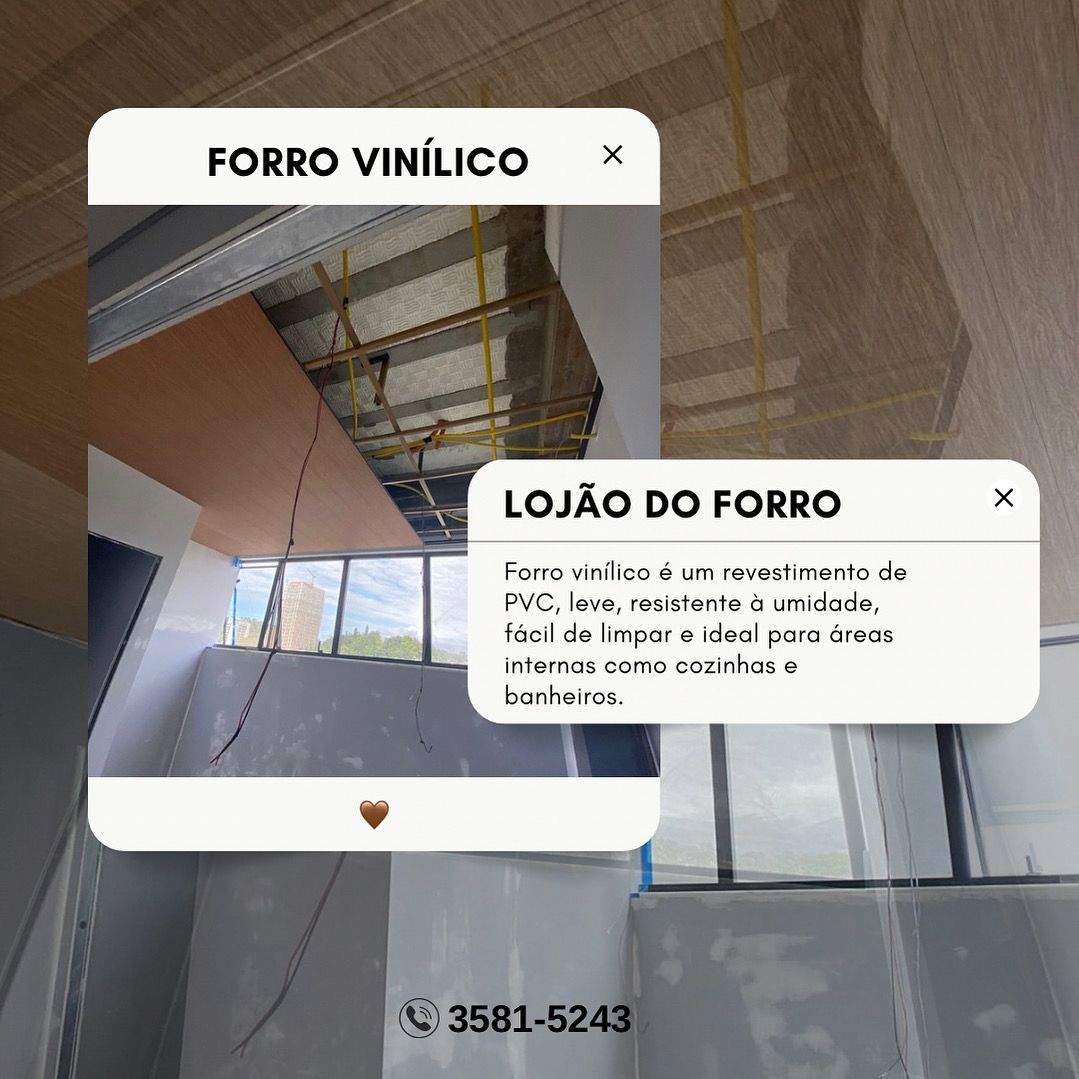 FORRO VINÍLICO
LOJÃO DO FORRO
Forro vinílico é um revestimento de
PVC, leve, resistente à umidade,
fácil de limpar e ideal para áreas
internas como cozinhas e
banheiros.
3581-5243